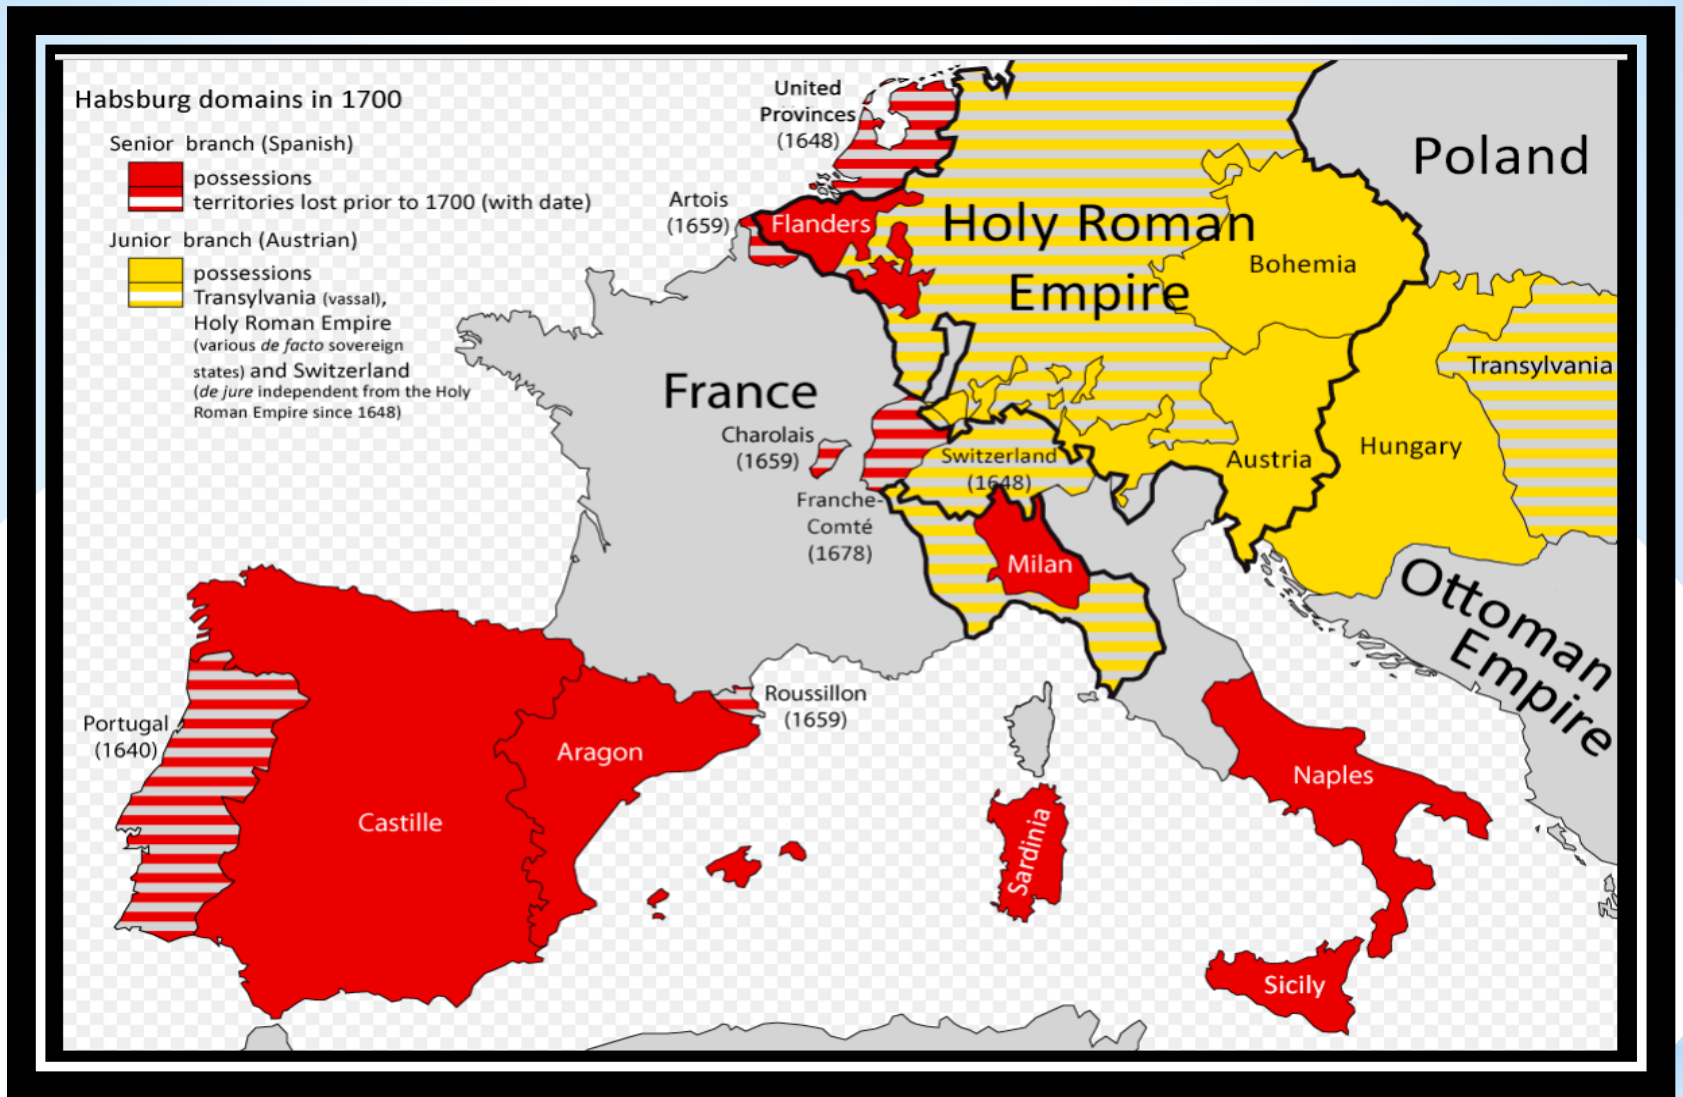 Habsburg domains in 1700
Senior branch (Spanish)
possessions
territories lost prior to 1700 (with date)
Junior branch (Austrian)
possessions
Transylvania (vassal),
Holy Roman Empire
(various de facto sovereign
states) and Switzerland
(de jure independent from the Holy
Roman Empire since 1648)
United
Provinces
(1648)
Artois
(1659)
Flanders
Holy Roman
Empire
Poland
Bohemia
Transylvania
France
Charolais
(1659)
Franche-
Comté
(1678)
Switzerland
(1648)
Austria
Hungary
Milan
Ottoman
Empire
Portugal
(1640)
Roussillon
(1659)
Aragon
Castille
Sardinia
Naples
Sicily